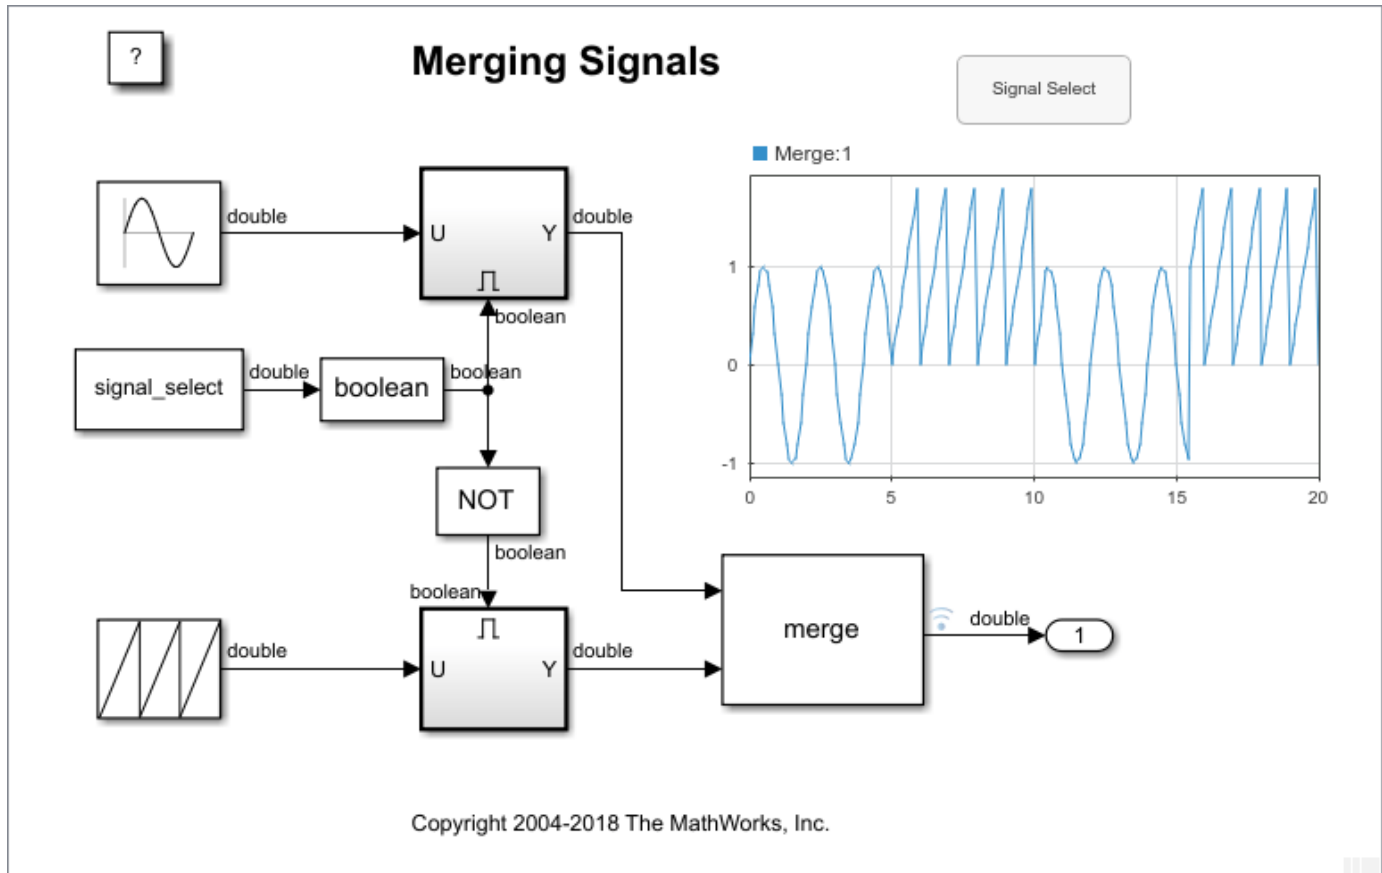 ?
Merging Signals
Signal Select
Merge:1
double
U
Y
double
boolean
1
0
-1
0
5
10
15
20
signal_select
double
boolean
boolean
NOT
boolean
boolean
double
U
Y
double
merge
double
1
Copyright 2004-2018 The MathWorks, Inc.